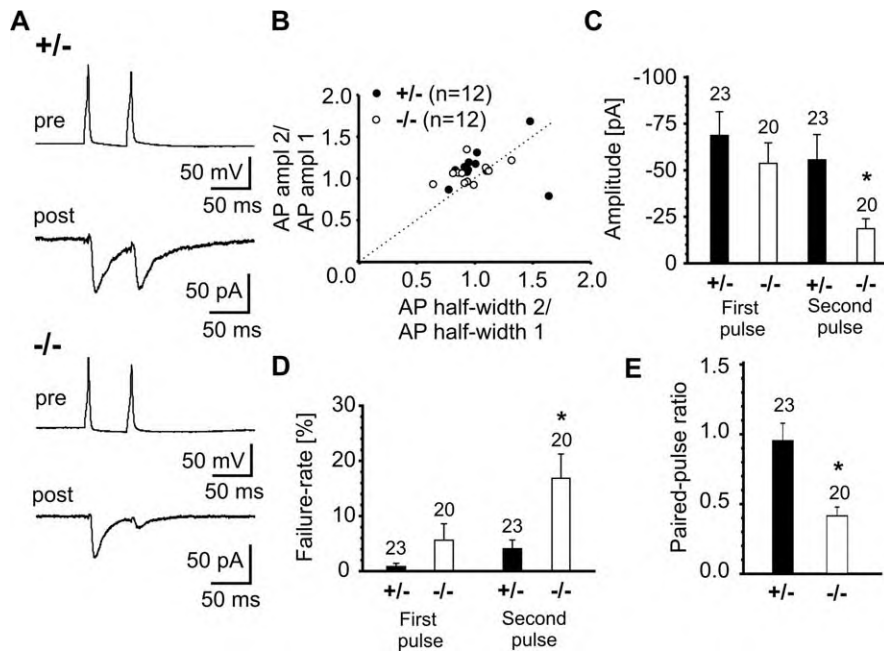 A
+/-
pre
50 mV
50 ms
post
50 pA
50 ms
-/-
pre
50 mV
50 ms
post
50 pA
50 ms
B
+/- (n=12)
-/- (n=12)
AP ampl 2/
AP ampl 1
2.0
1.5
1.0
0.5
0.0
0.5
1.0
1.5
2.0
AP half-width 2/
AP half-width 1
C
Amplitude [pA]
-100
-75
-50
-25
0
23
20
23
*
20
+/-
-/-
+/-
-/-
First
pulse
Second
pulse
D
Failure-rate [%]
30
20
10
0
23
20
23
*
20
+/-
-/-
+/-
-/-
First
pulse
Second
pulse
E
Paired-pulse ratio
1.5
1.0
0.5
0.0
23
*
20
+/-
-/-